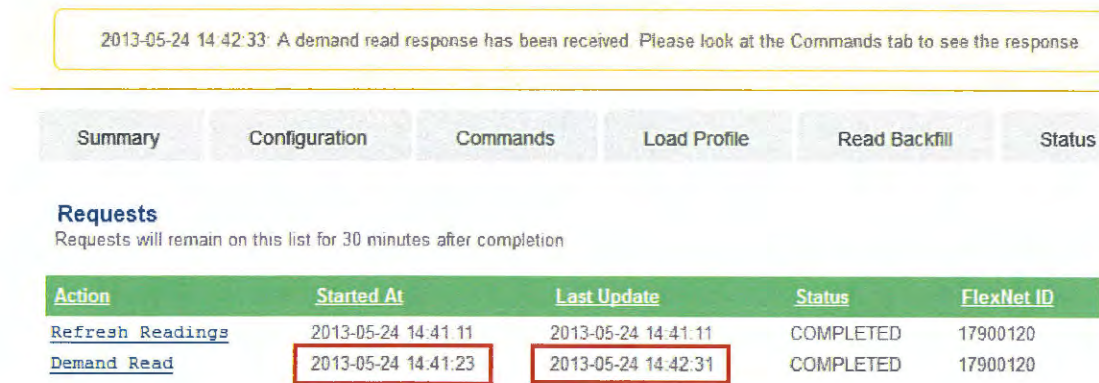 2013-05-24 14:42:33: A demand read response has been received. Please look at the Commands tab to see the response
Summary Configuration Commands Load Profile Read Backfill Status
Requests
Requests will remain on this list for 30 minutes after completion
Action Started At Last Update Status FlexNet ID
Refresh Readings 2013-05-24 14:41:11 2013-05-24 14:41:11 COMPLETED 17900120
Demand Read 2013-05-24 14:41:23 2013-05-24 14:42:31 COMPLETED 17900120